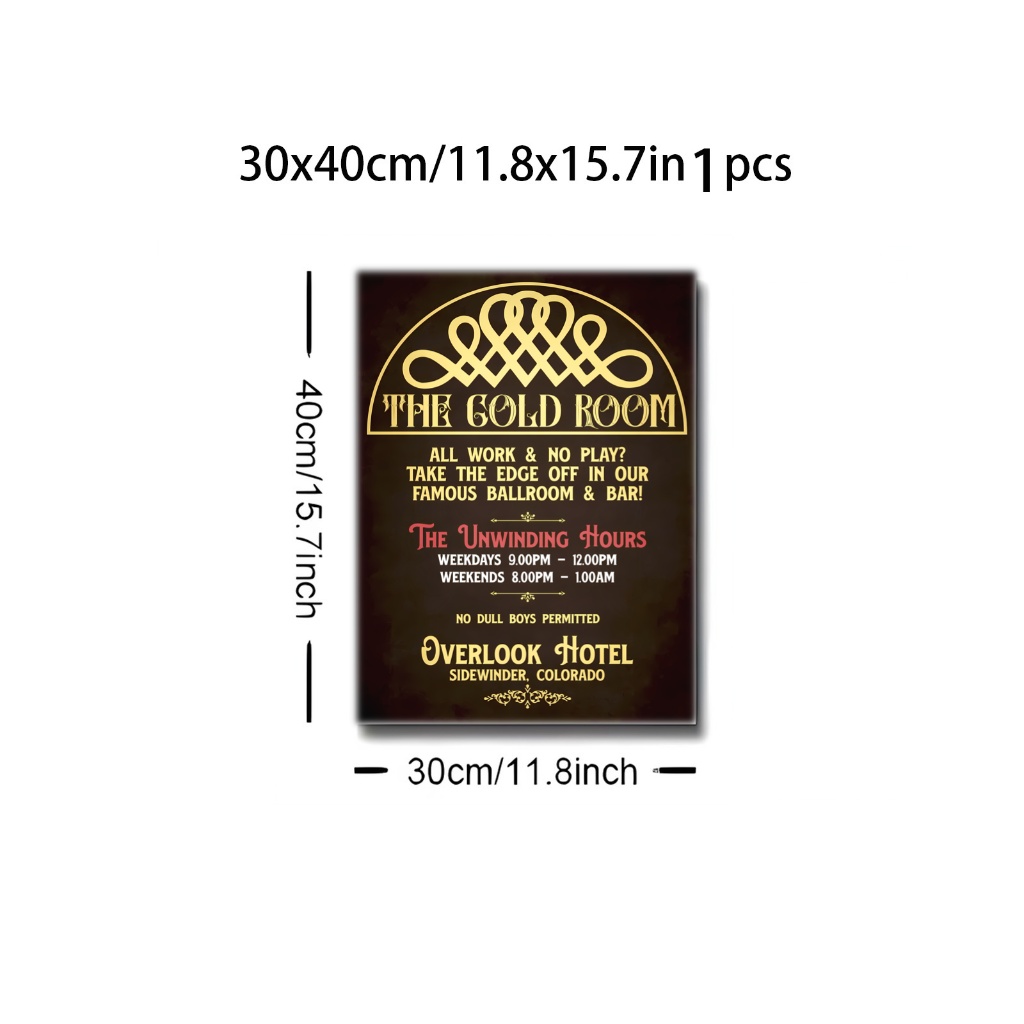 30x40cm/11.8x15.7in 1 pcs
40cm/15.7inch
THE GOLD ROOM
ALL WORK & NO PLAY?
TAKE THE EDGE OFF IN OUR
FAMOUS BALLROOM & BAR!
The Unwinding Hours
WEEKDAYS 9.00PM - 12.00PM
WEEKENDS 8.00PM - 1.00AM
NO DULL BOYS PERMITTED
Overlook Hotel
SIDEWINDER, COLORADO
30cm/11.8inch